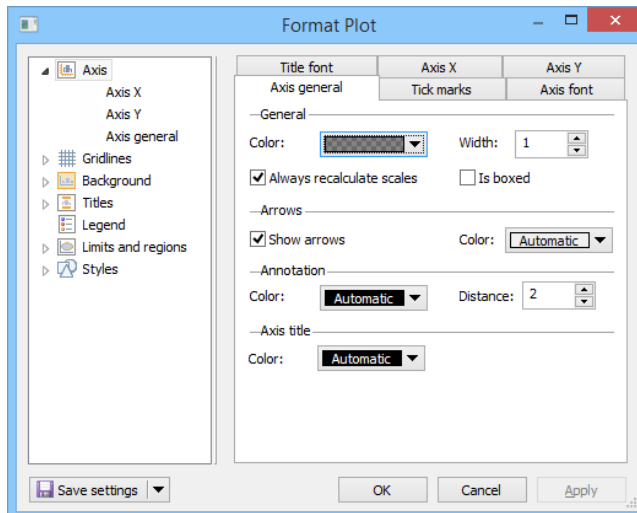 Format Plot
Axis
Axis X
Axis Y
Axis general
Gridlines
Background
Titles
Legend
Limits and regions
Styles
Title font Axis X Axis Y
Axis general Tick marks Axis font
General
Color: Width: 1
Always recalculate scales Is boxed
Arrows
Show arrows Color: Automatic
Annotation
Color: Automatic Distance: 2
Axis title
Color: Automatic
Save settings OK Cancel Apply